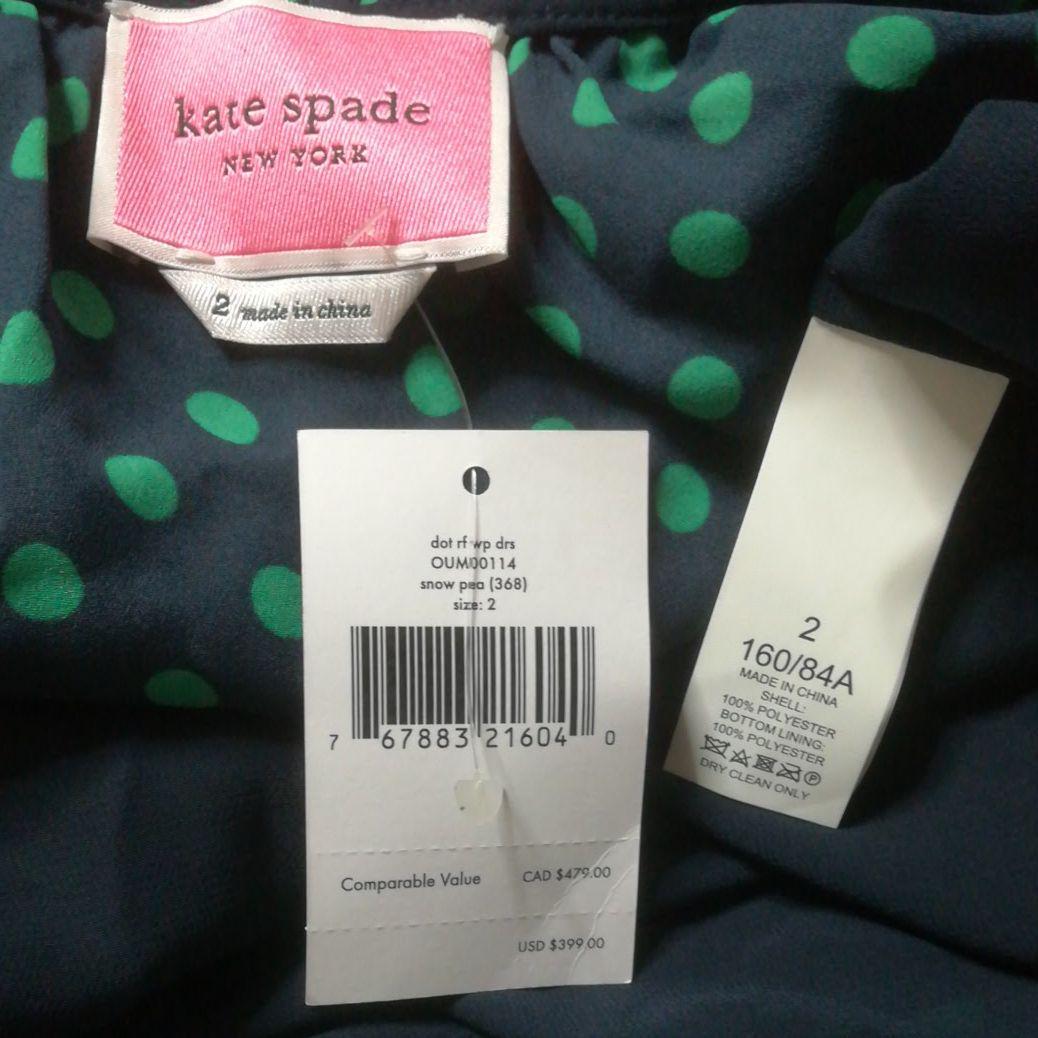 kate spade
NEW YORK
2 made in china
dot rf wp drs
OUM00114
snow pea (368)
size: 2
7 67883 21604 0
Comparable Value CAD $479.00
USD $399.00
2
160/84A
MADE IN CHINA
SHELL:
100% POLYESTER
BOTTOM LINING:
100% POLYESTER
P
DRY CLEAN ONLY